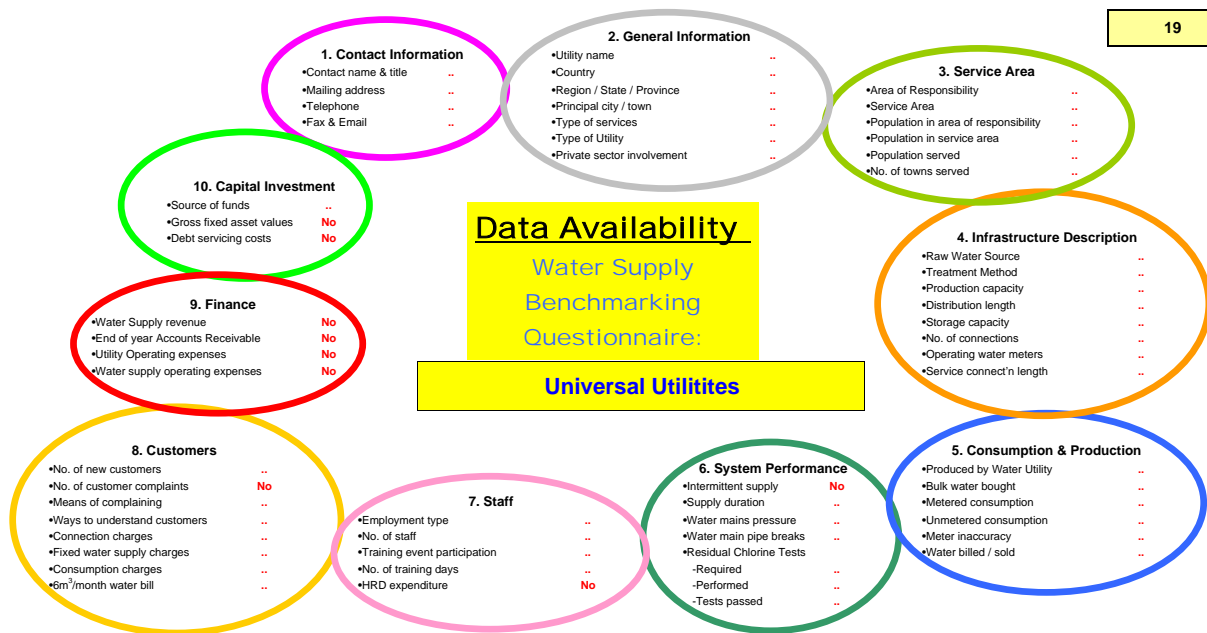 19
1. Contact Information
•Contact name & title ..
•Mailing address ..
•Telephone ..
•Fax & Email ..
2. General Information
•Utility name ..
•Country ..
•Region / State / Province ..
•Principal city / town ..
•Type of services ..
•Type of Utility ..
•Private sector involvement ..
3. Service Area
•Area of Responsibility ..
•Service Area ..
•Population in area of responsibility ..
•Population in service area ..
•Population served ..
•No. of towns served ..
10. Capital Investment
•Source of funds ..
•Gross fixed asset values No
•Debt servicing costs No
Data Availability
Water Supply
Benchmarking
Questionnaire:
Universal Utilitites
4. Infrastructure Description
•Raw Water Source ..
•Treatment Method ..
•Production capacity ..
•Distribution length ..
•Storage capacity ..
•No. of connections ..
•Operating water meters ..
•Service connect'n length ..
9. Finance
•Water Supply revenue No
•End of year Accounts Receivable No
•Utility Operating expenses No
•Water supply operating expenses No
8. Customers
•No. of new customers ..
•No. of customer complaints No
•Means of complaining ..
•Ways to understand customers ..
•Connection charges ..
•Fixed water supply charges ..
•Consumption charges ..
•6m³/month water bill ..
7. Staff
•Employment type ..
•No. of staff ..
•Training event participation ..
•No. of training days ..
•HRD expenditure No
6. System Performance
•Intermittent supply No
•Supply duration ..
•Water mains pressure ..
•Water main pipe breaks ..
•Residual Chlorine Tests
-Required ..
-Performed ..
-Tests passed ..
5. Consumption & Production
•Produced by Water Utility ..
•Bulk water bought ..
•Metered consumption ..
•Unmetered consumption ..
•Meter inaccuracy ..
•Water billed / sold ..